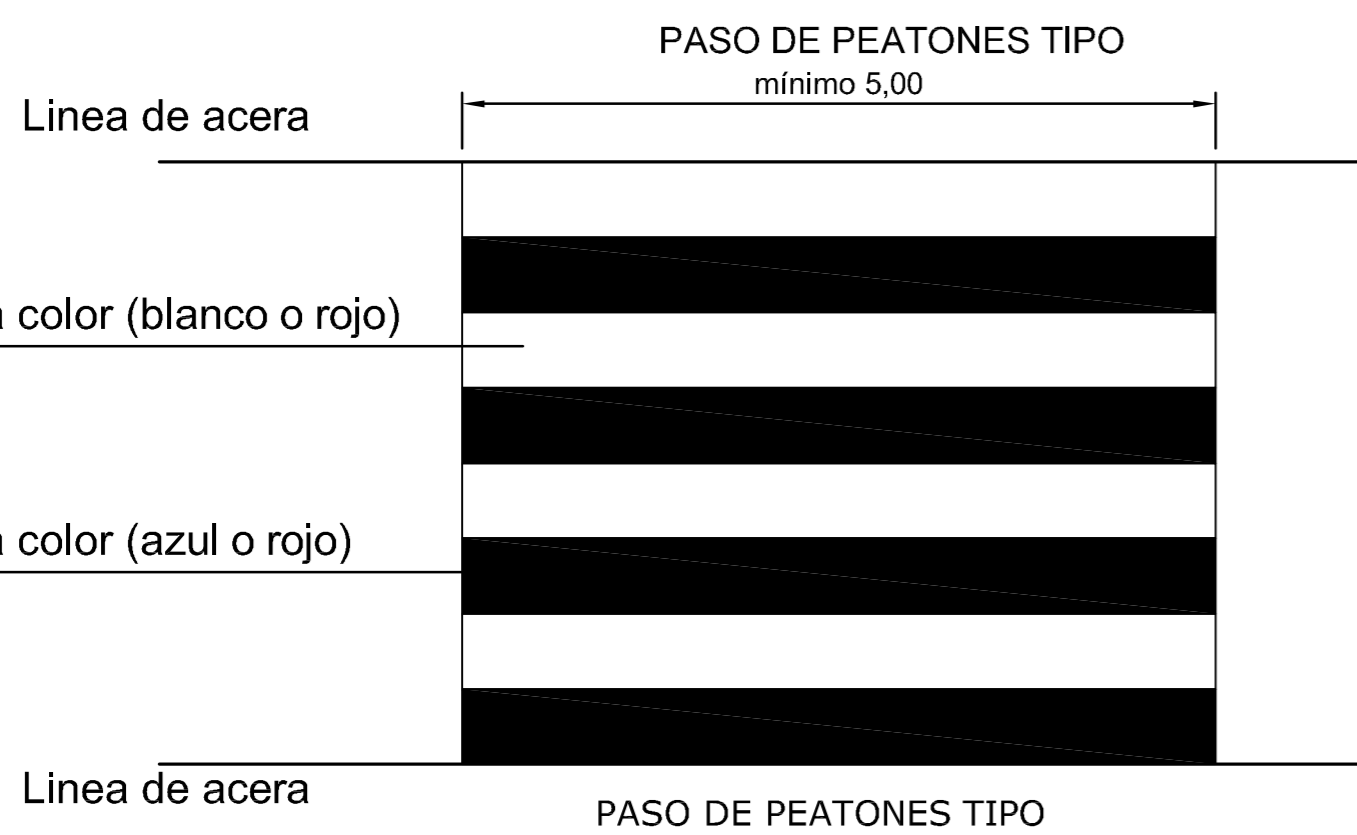 PASO DE PEATONES TIPO
mínimo 5,00
Linea de acera
a color (blanco o rojo)
a color (azul o rojo)
Linea de acera
PASO DE PEATONES TIPO